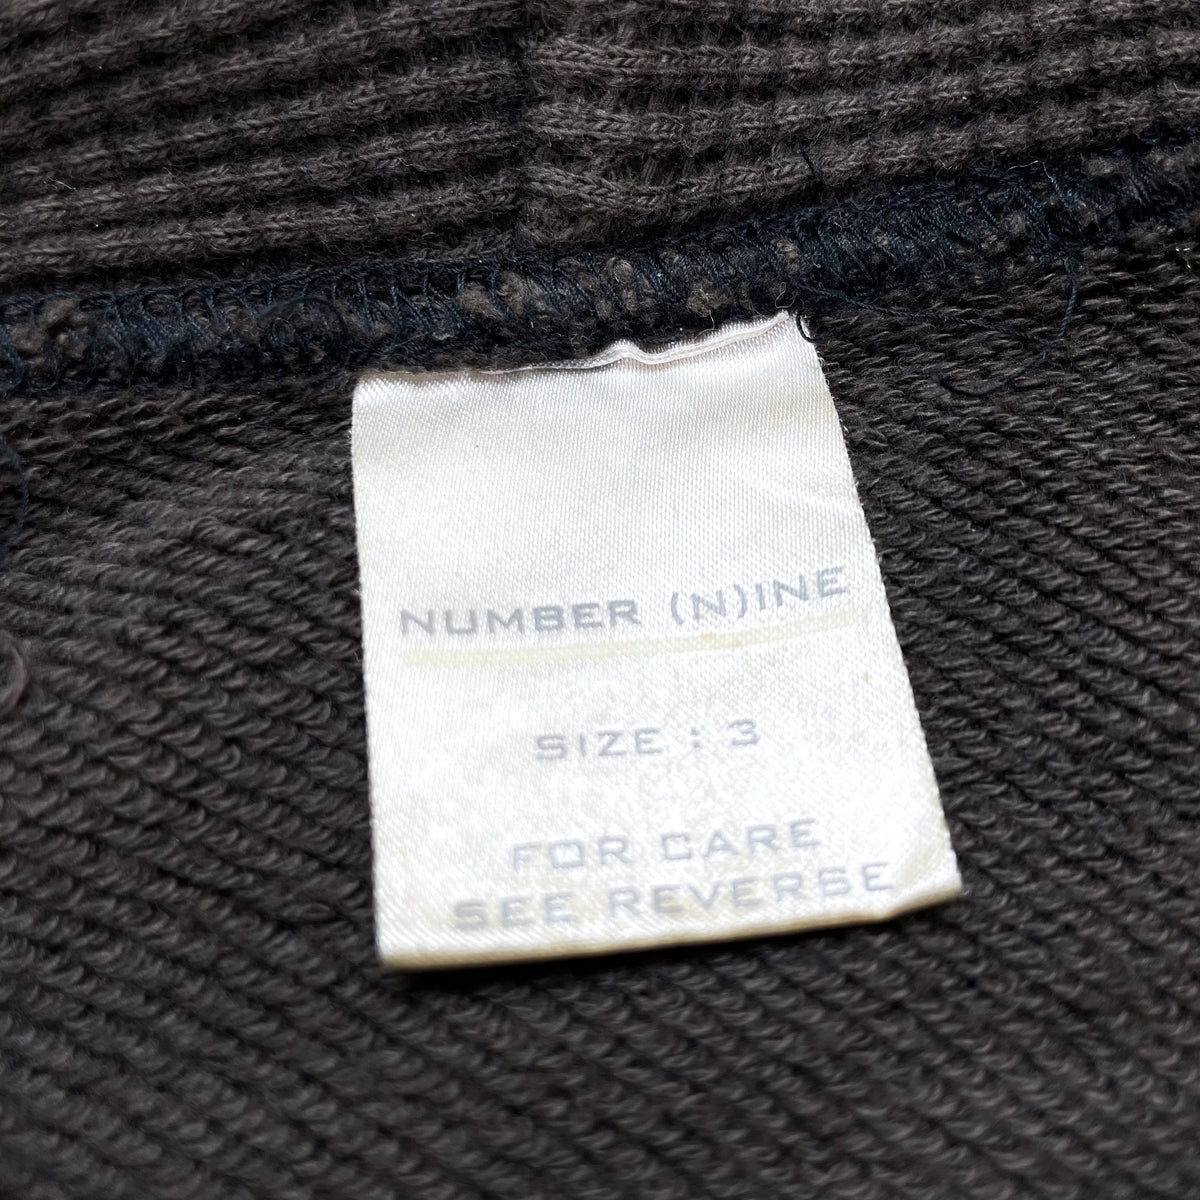 NUMBER (N)INE
SIZE : 3
FOR CARE
SEE REVERSE